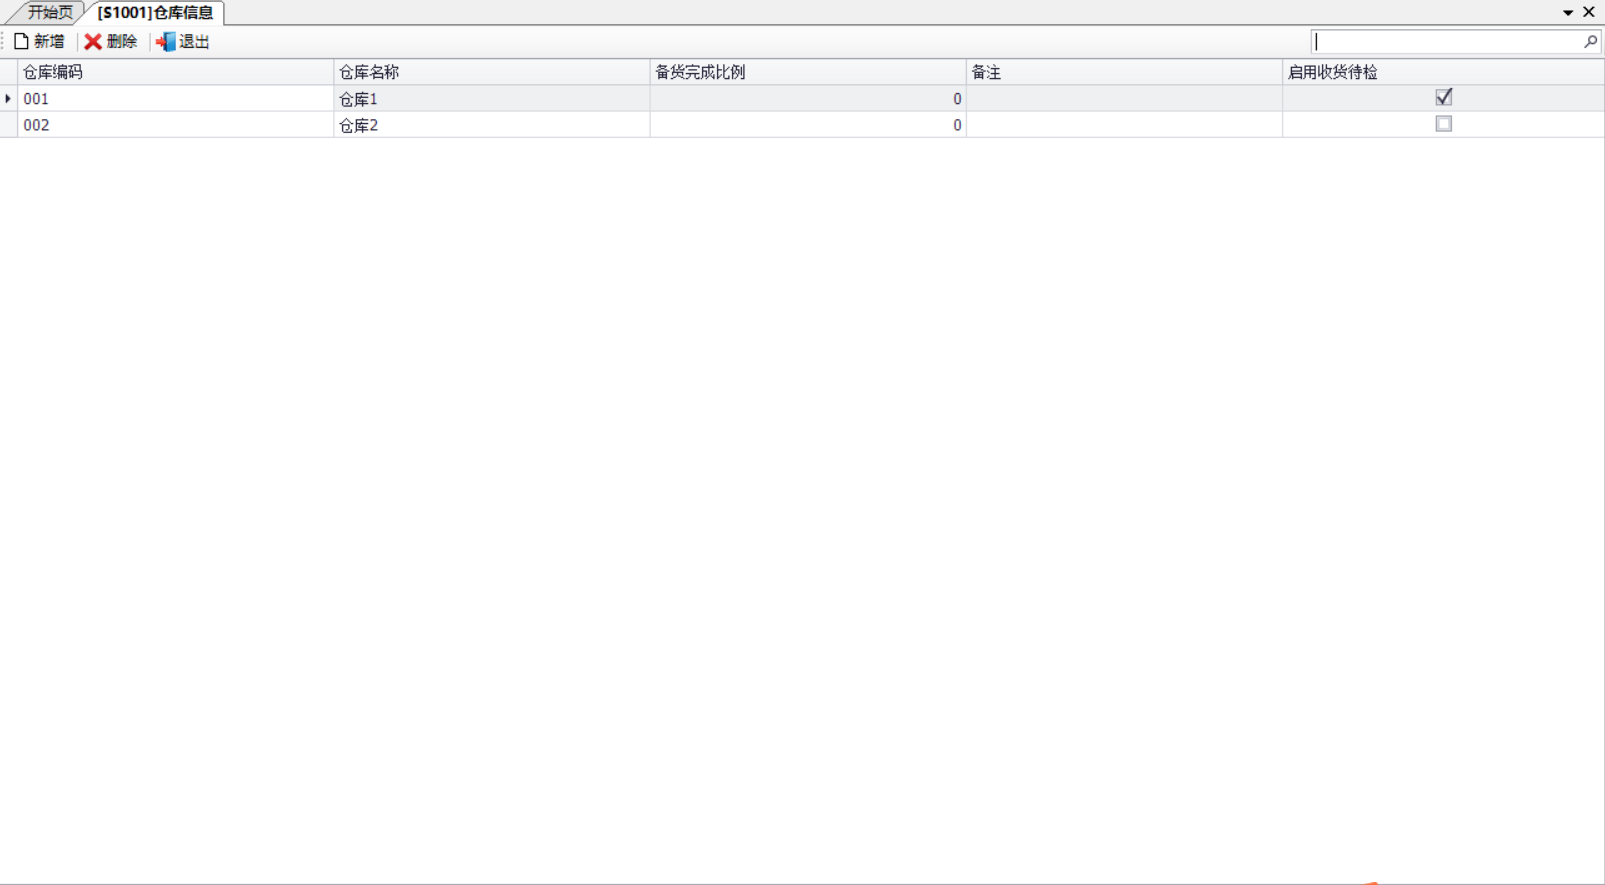 开始页 [S1001]仓库信息
新增 删除 退出
仓库编码 仓库名称 备货完成比例 备注 启用收货待检
001 仓库1 0
002 仓库2 0